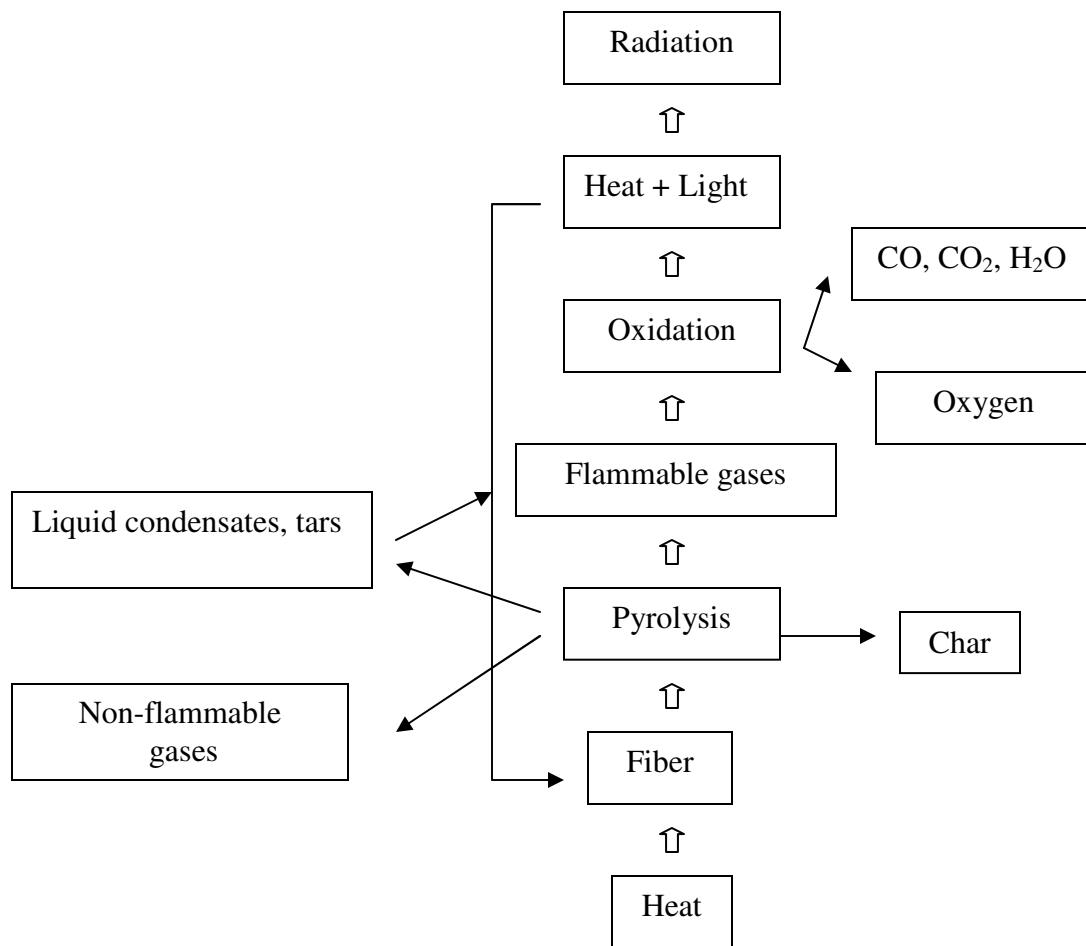 Radiation
Heat + Light
CO, CO₂, H₂O
Oxidation
Oxygen
Flammable gases
Liquid condensates, tars
Pyrolysis
Char
Non-flammable
gases
Fiber
Heat